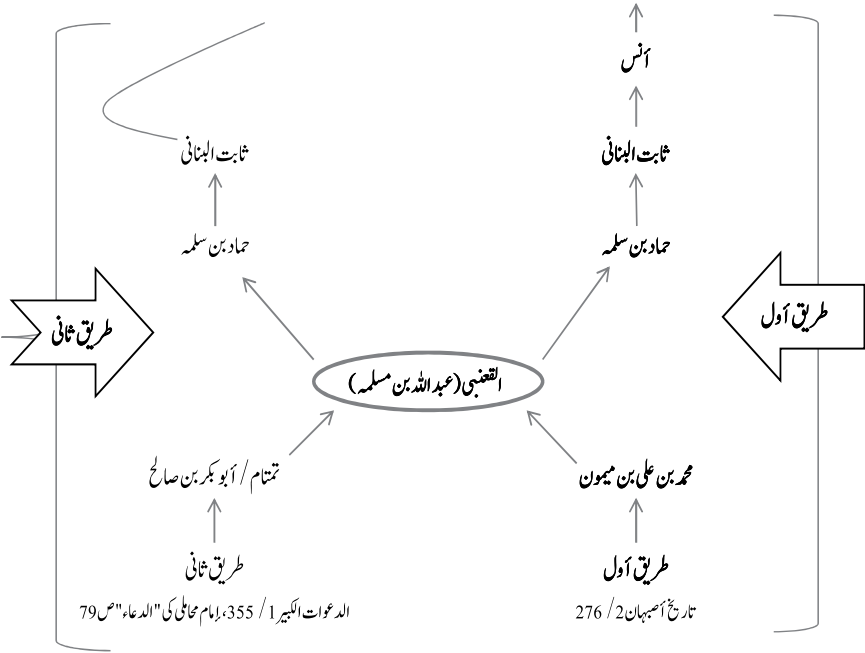 أنس
ثابت البنانی
ثابت البنانی
حماد بن سلمہ
حماد بن سلمہ
طریق أول
طریق ثانی
القعنبی (عبد اللہ بن مسلمہ)
محمد بن علی بن میمون
تمتام / أبو بکر بن صالح
طریق أول
طریق ثانی
تاریخ أصبہان 2 / 276
الدعوات الکبیر 1 / 355، إمام محاملی کی "الدعاء" ص 79